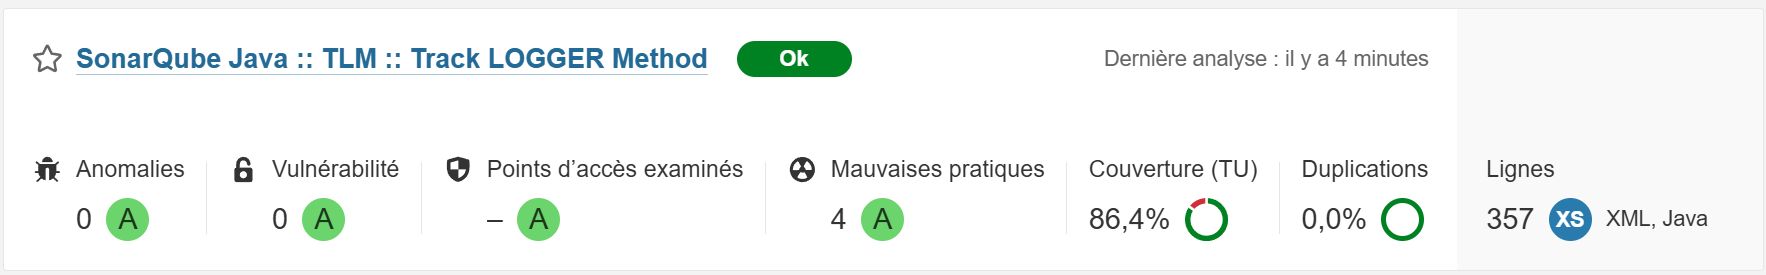 SonarQube Java :: TLM :: Track LOGGER Method Ok Dernière analyse : il y a 4 minutes
Anomalies Vulnérabilité Points d’accès examinés Mauvaises pratiques Couverture (TU) Duplications Lignes
0 A 0 A – A 4 A 86,4% 0,0% 357 XS XML, Java